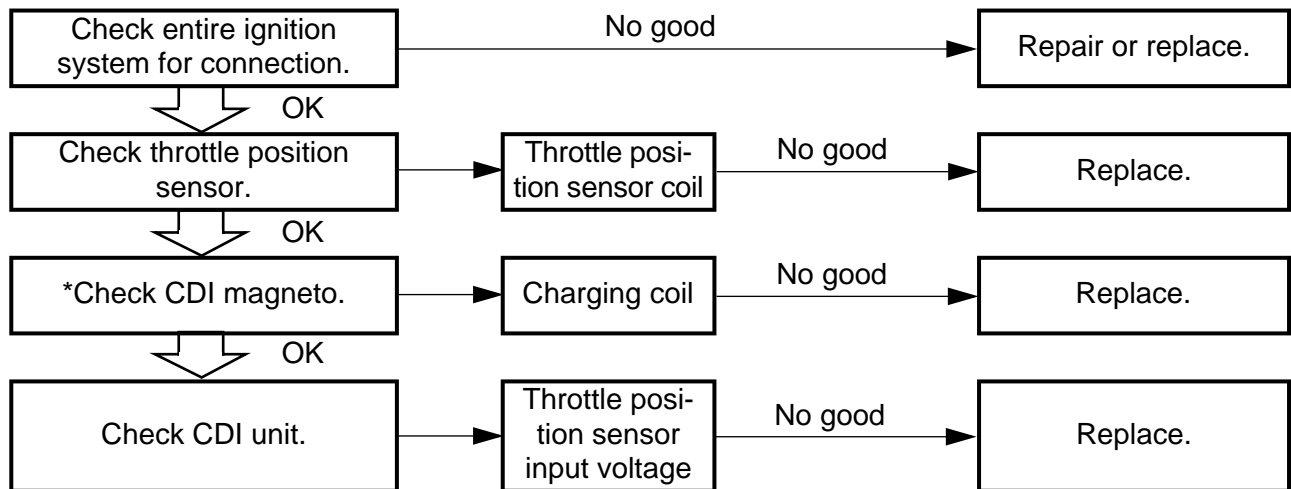 Check entire ignition
system for connection.
No good
Repair or replace.
OK
Check throttle position
sensor.
Throttle posi-
tion sensor coil
No good
Replace.
OK
*Check CDI magneto.
Charging coil
No good
Replace.
OK
Check CDI unit.
Throttle posi-
tion sensor
input voltage
No good
Replace.